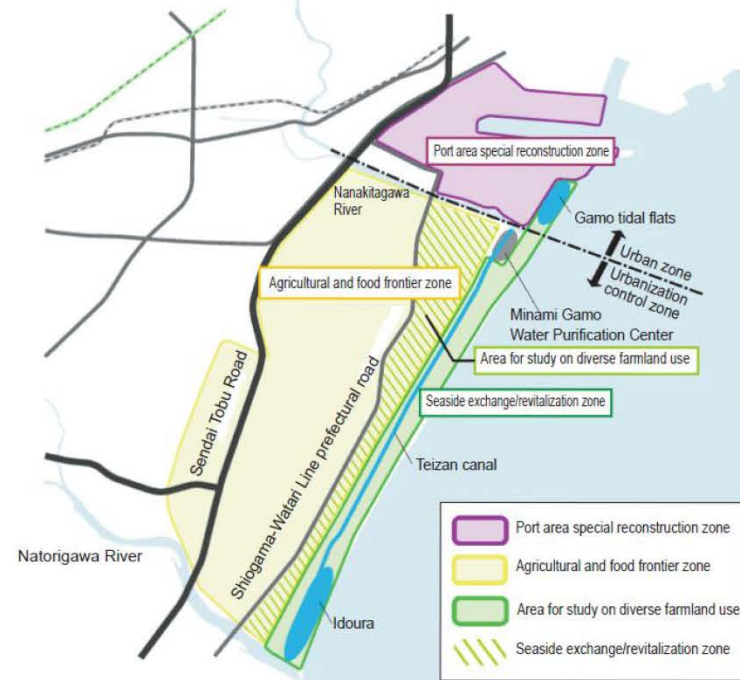 Port area special reconstruction zone
Nanakitagawa
River
Gamo tidal flats
Urban zone
Urbanization
control zone
Agricultural and food frontier zone
Minami Gamo
Water Purification Center
Area for study on diverse farmland use
Sendai Tobu Road
Seaside exchange/revitalization zone
Shiogama-Watari Line prefectural road
Teizan canal
Natorigawa River
Idoura
Port area special reconstruction zone
Agricultural and food frontier zone
Area for study on diverse farmland use
Seaside exchange/revitalization zone